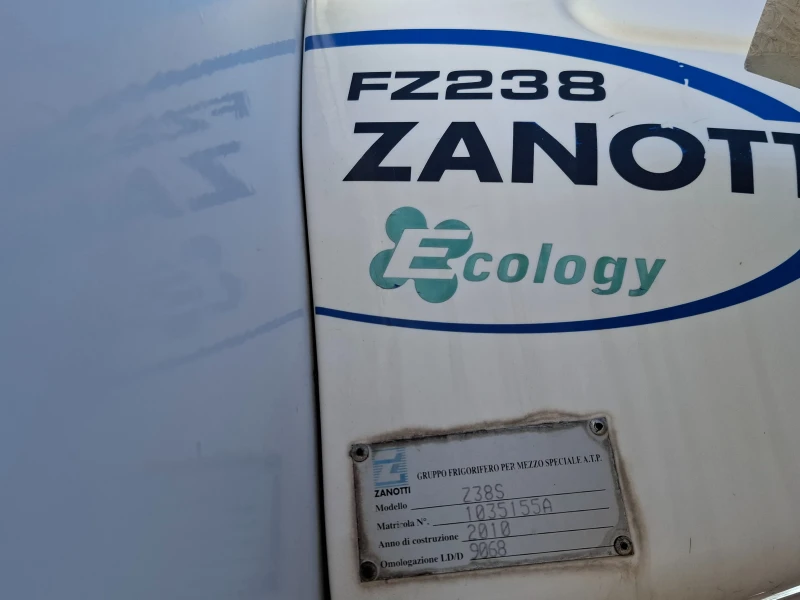 FZ238
ZANOTT
Ecology
ZANOTTI
GRUPPO FRIGORIFERO PER MEZZO SPECIALE A.T.P.
Modello Z38S
Matricola N°. 1035155A
Anno di costruzione 2010
Omologazione I.D/D 9068